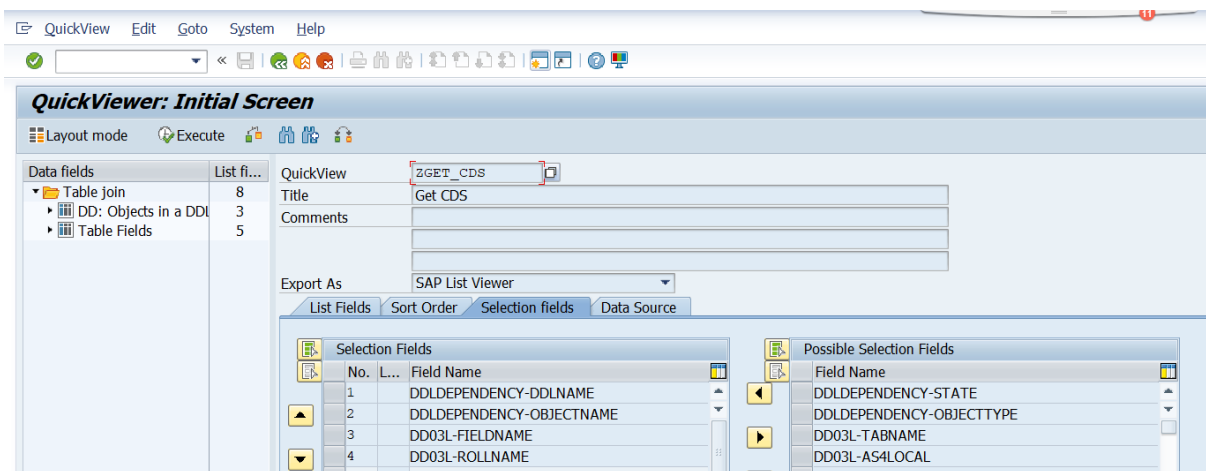 QuickView Edit Goto System Help
QuickViewer: Initial Screen
Layout mode Execute
Data fields List fi...
Table join 8
DD: Objects in a DDL 3
Table Fields 5
QuickView ZGET_CDS
Title Get CDS
Comments
Export As SAP List Viewer
List Fields Sort Order Selection fields Data Source
Selection Fields
No. L... Field Name
1 DDLDEPENDENCY-DDLNAME
2 DDLDEPENDENCY-OBJECTNAME
3 DD03L-FIELDNAME
4 DD03L-ROLLNAME
Possible Selection Fields
Field Name
DDLDEPENDENCY-STATE
DDLDEPENDENCY-OBJECTTYPE
DD03L-TABNAME
DD03L-AS4LOCAL